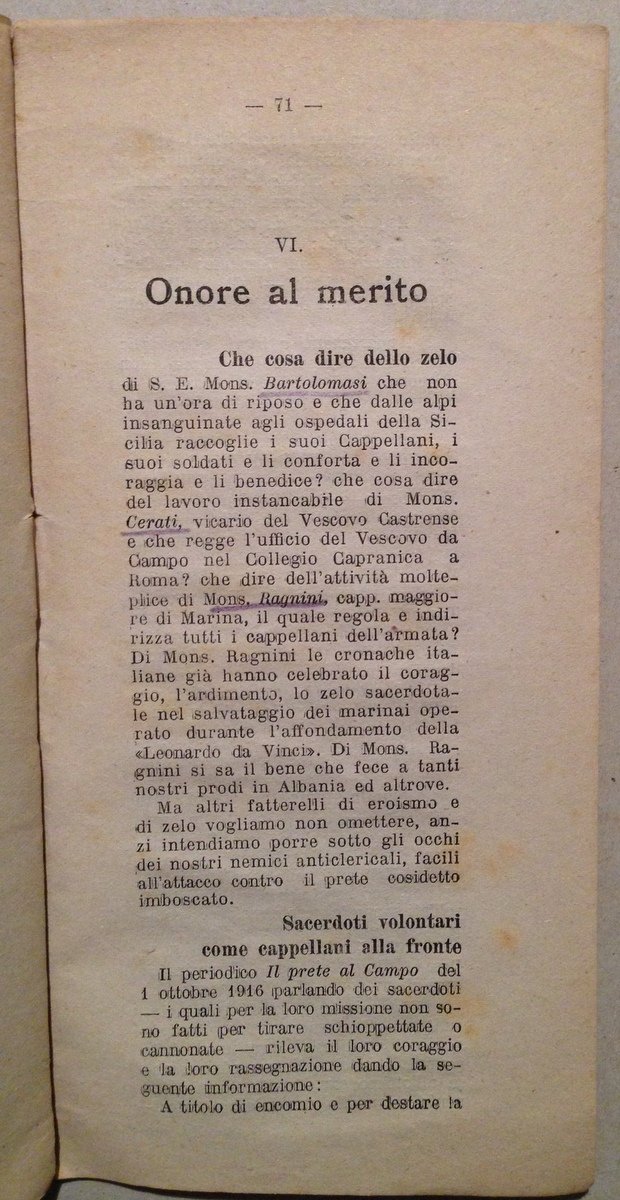 — 71 —
VI.
Onore al merito
Che cosa dire dello zelo
di S. E. Mons. Bartolomasi che non
ha un'ora di riposo e che dalle alpi
insanguinate agli ospedali della Si-
cilia raccoglie i suoi Cappellani, i
suoi soldati e li conforta e li inco-
raggia e li benedice? che cosa dire
del lavoro instancabile di Mons.
Cerati, vicario del Vescovo Castrense
e che regge l'ufficio del Vescovo da
Campo nel Collegio Capranica a
Roma? che dire dell'attività molte-
plice di Mons. Ragnini, capp. maggio-
re di Marina, il quale regola e indi-
rizza tutti i cappellani dell'armata?
Di Mons. Ragnini le cronache ita-
liane già hanno celebrato il corag-
gio, l'ardimento, lo zelo sacerdota-
le nel salvataggio dei marinai ope-
rato durante l'affondamento della
«Leonardo da Vinci». Di Mons. Ra-
gnini si sa il bene che fece a tanti
nostri prodi in Albania ed altrove.
Ma altri fatterelli di eroismo e
di zelo vogliamo non omettere, an-
zi intendiamo porre sotto gli occhi
dei nostri nemici anticlericali, facili
all'attacco contro il prete cosidetto
imboscato.
Sacerdoti volontari
come cappellani alla fronte
Il periodico Il prete al Campo del
1 ottobre 1916 parlando dei sacerdoti
— i quali per la loro missione non so-
no fatti per tirare schioppettate o
cannonate — rileva il loro coraggio
e la loro rassegnazione dando la se-
guente informazione:
A titolo di encomio e per destare la